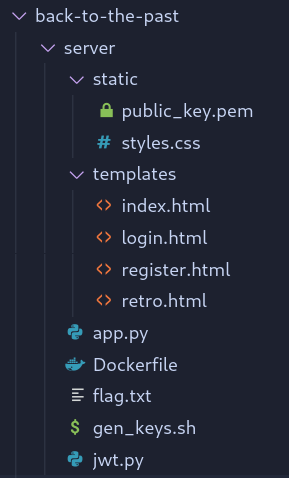 back-to-the-past
server
static
public_key.pem
styles.css
templates
index.html
login.html
register.html
retro.html
app.py
Dockerfile
flag.txt
gen_keys.sh
jwt.py